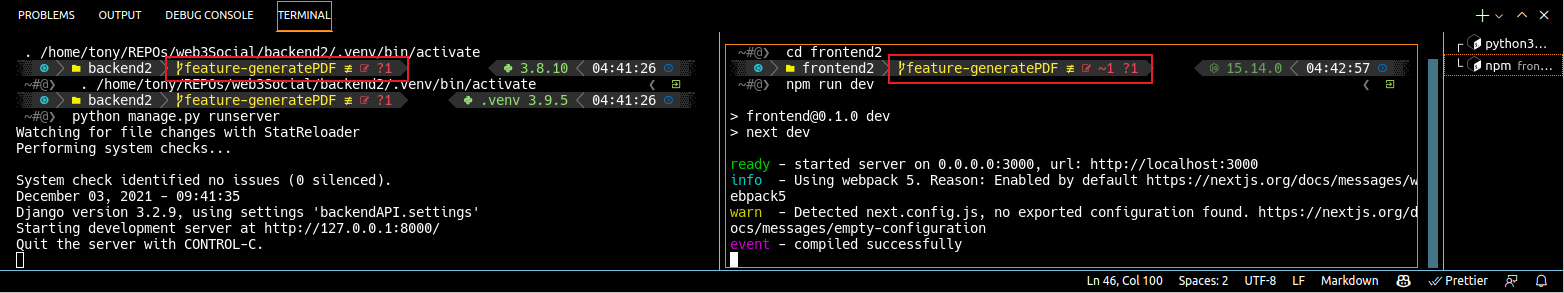 PROBLEMS OUTPUT DEBUG CONSOLE TERMINAL
. /home/tony/REPOs/web3Social/backend2/.venv/bin/activate
backend2 feature-generatePDF ≢ ?1 3.8.10 04:41:26
~#@❯ . /home/tony/REPOs/web3Social/backend2/.venv/bin/activate
backend2 feature-generatePDF ≢ ?1 .venv 3.9.5 04:41:26
~#@❯ python manage.py runserver
Watching for file changes with StatReloader
Performing system checks...
System check identified no issues (0 silenced).
December 03, 2021 - 09:41:35
Django version 3.2.9, using settings 'backendAPI.settings'
Starting development server at http://127.0.0.1:8000/
Quit the server with CONTROL-C.
~#@❯ cd frontend2
frontend2 feature-generatePDF ≢ ~1 ?1 15.14.0 04:42:57
~#@❯ npm run dev
> frontend@0.1.0 dev
> next dev
ready - started server on 0.0.0.0:3000, url: http://localhost:3000
info - Using webpack 5. Reason: Enabled by default https://nextjs.org/docs/messages/w
ebpack5
warn - Detected next.config.js, no exported configuration found. https://nextjs.org/d
ocs/messages/empty-configuration
event - compiled successfully
python3...
npm fron...
Ln 46, Col 100 Spaces: 2 UTF-8 LF Markdown Prettier